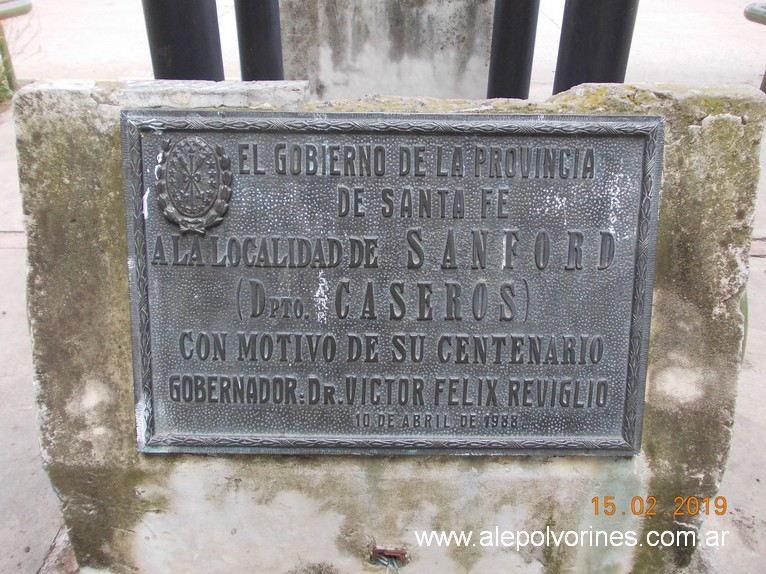 EL GOBIERNO DE LA PROVINCIA
DE SANTA FE
A LA LOCALIDAD DE SANFORD
(DPTO. CASEROS)
CON MOTIVO DE SU CENTENARIO
GOBERNADOR: DR. VICTOR FELIX REVIGLIO
10 DE ABRIL DE 1988
15.02.2019
www.alepolvorines.com.ar